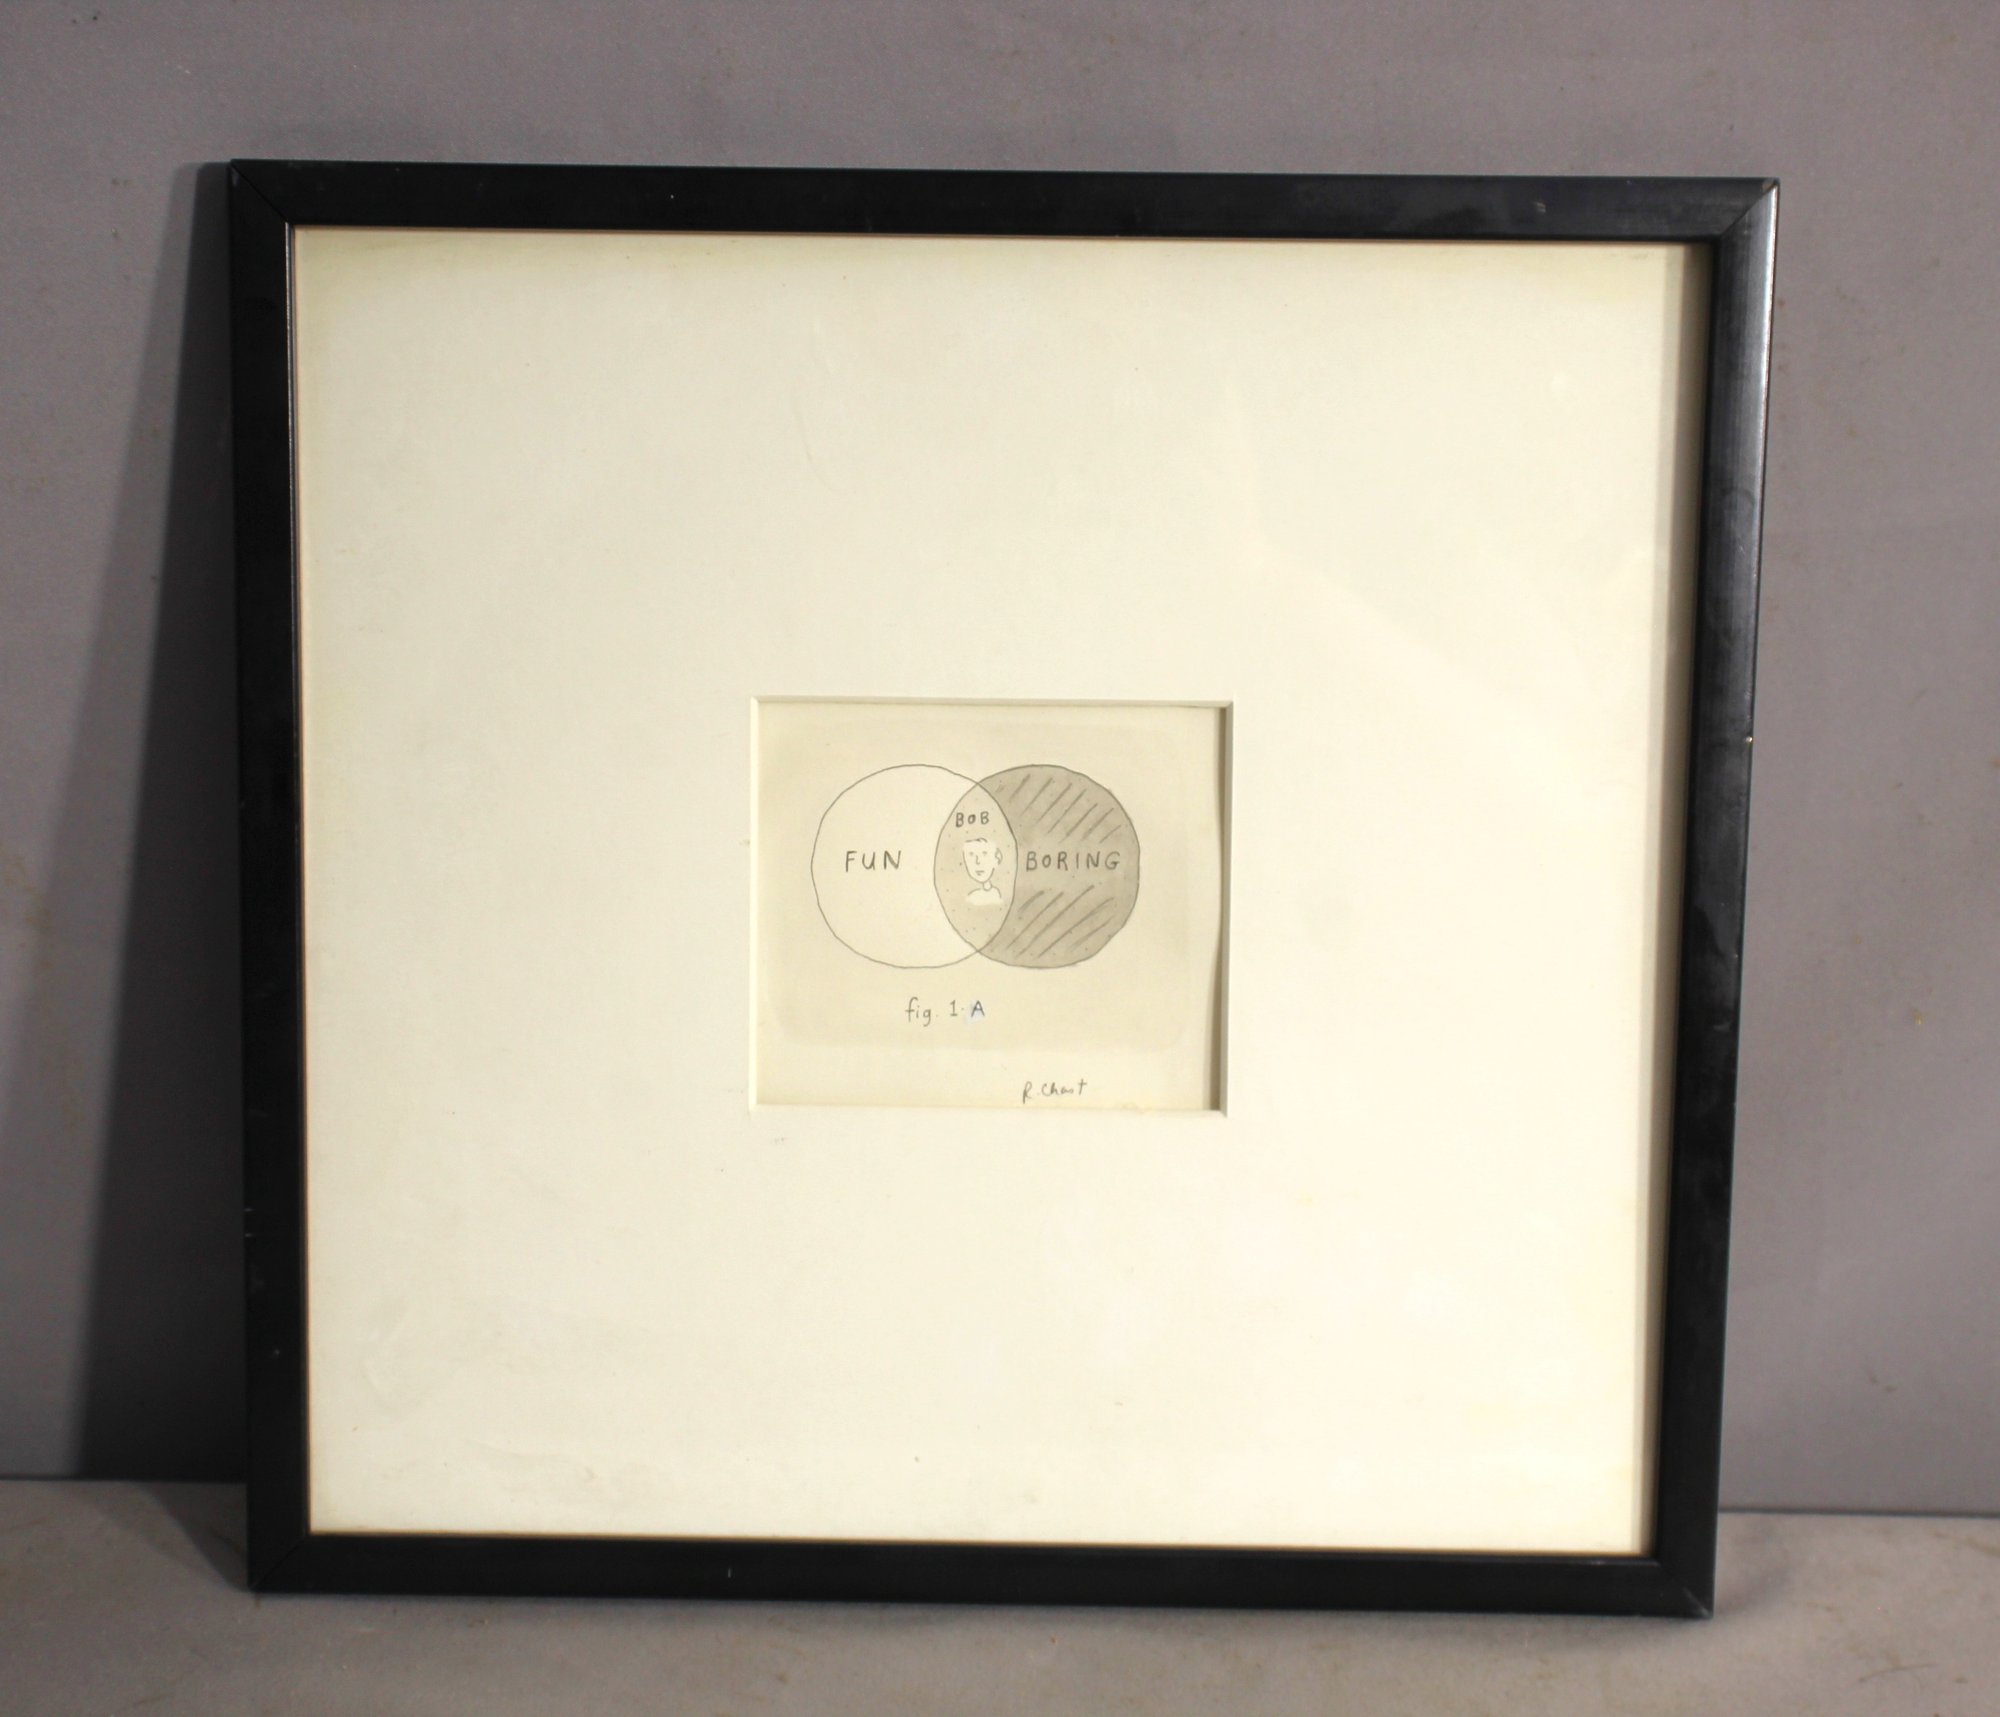 BOB
FUN
BORING
fig. 1·A
R. Chast